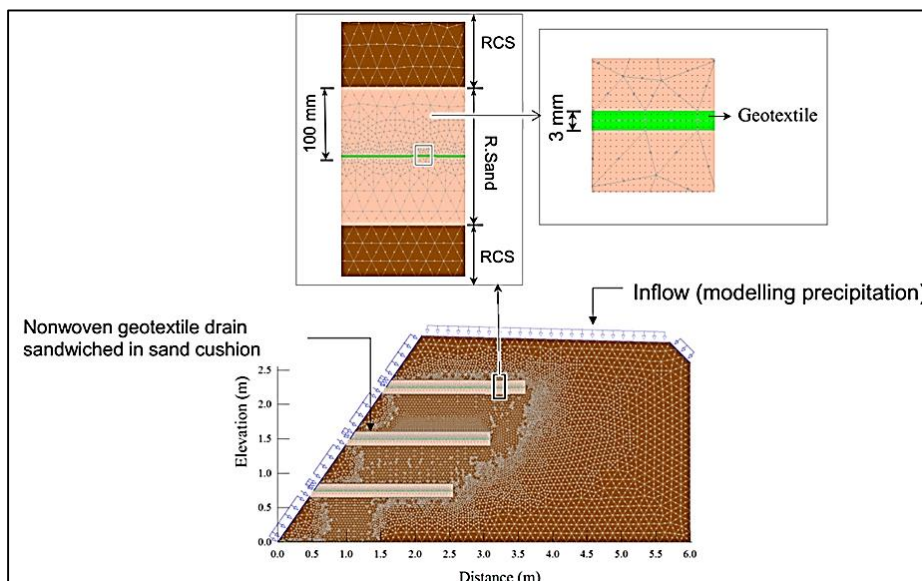 RCS
100 mm
R.Sand
RCS
3 mm
Geotextile
Inflow (modelling precipitation)
Nonwoven geotextile drain
sandwiched in sand cushion
Elevation (m)
2.5
2.0
1.5
1.0
0.5
0.0
0.0 0.5 1.0 1.5 2.0 2.5 3.0 3.5 4.0 4.5 5.0 5.5 6.0
Distance (m)